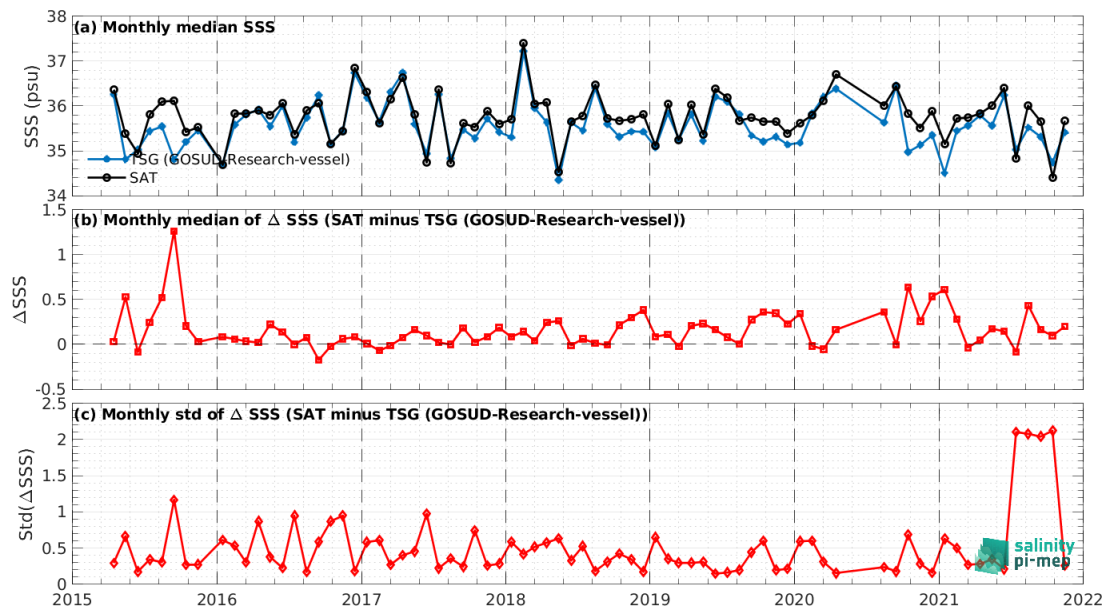 (a) Monthly median SSS
38
37
36
35
34
SSS (psu)
TSG (GOSUD-Research-vessel)
SAT
(b) Monthly median of Δ SSS (SAT minus TSG (GOSUD-Research-vessel))
1.5
1
0.5
0
-0.5
ΔSSS
(c) Monthly std of Δ SSS (SAT minus TSG (GOSUD-Research-vessel))
2.5
2
1.5
1
0.5
0
Std(ΔSSS)
salinity
pi-mep
2015 2016 2017 2018 2019 2020 2021 2022